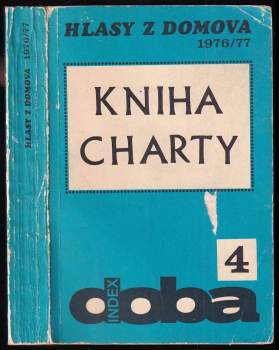 HLASY Z DOMOVA 1976/77
HLASY Z DOMOVA
1976/77
KNIHA
CHARTY
4
INDEX
doba